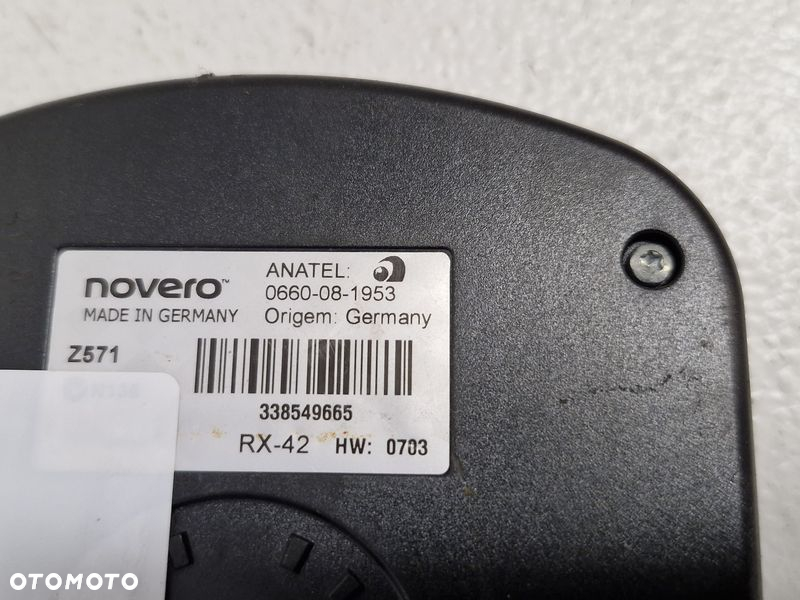 novero™
MADE IN GERMANY
ANATEL:
0660-08-1953
Origem: Germany
Z571
338549665
RX-42 HW: 0703
OTOMOTO